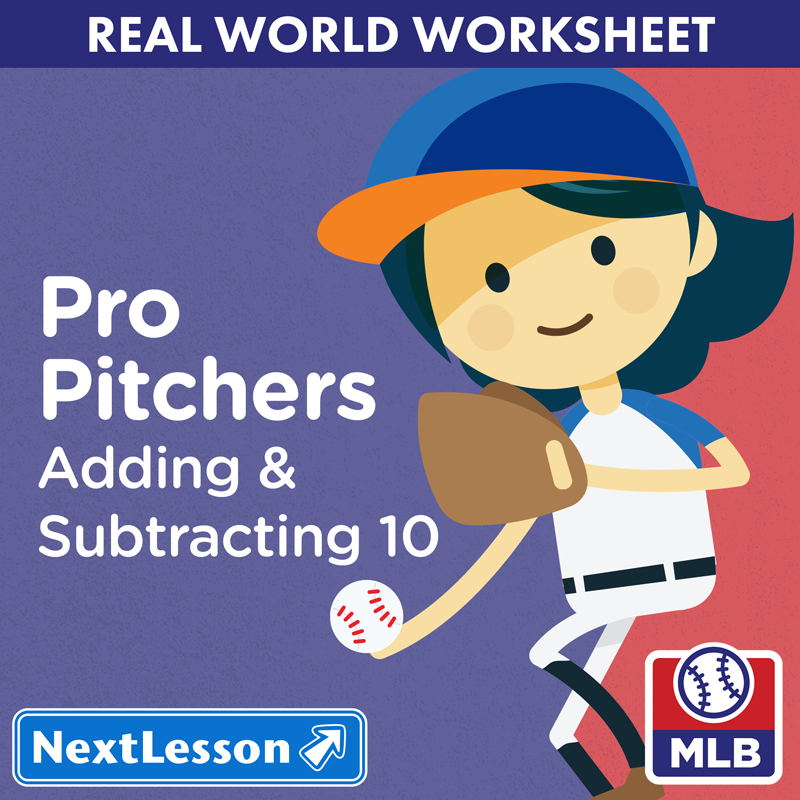 REAL WORLD WORKSHEET
Pro
Pitchers
Adding &
Subtracting 10
NextLesson
MLB